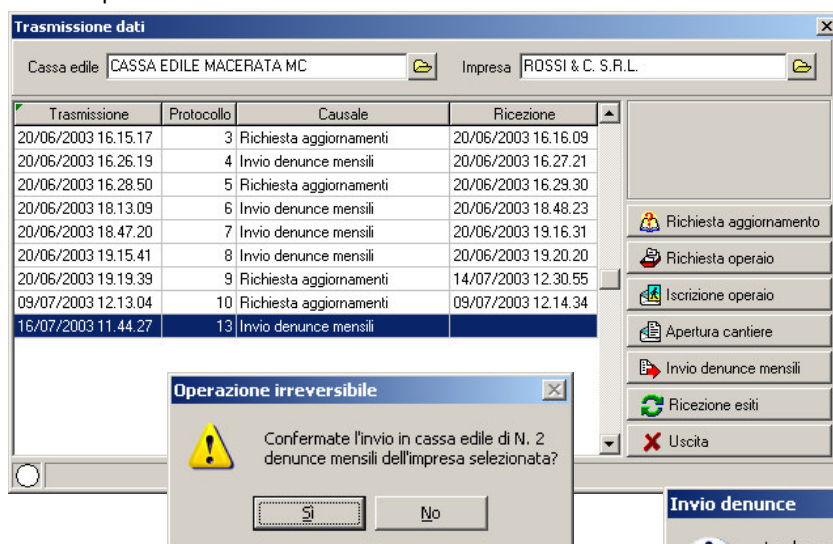 Trasmissione dati
Cassa edile CASSA EDILE MACERATA MC Impresa ROSSI & C. S.R.L.
Trasmissione Protocollo Causale Ricezione
20/06/2003 16.15.17 3 Richiesta aggiornamenti 20/06/2003 16.16.09
20/06/2003 16.26.19 4 Invio denunce mensili 20/06/2003 16.27.21
20/06/2003 16.28.50 5 Richiesta aggiornamenti 20/06/2003 16.29.30
20/06/2003 18.13.09 6 Invio denunce mensili 20/06/2003 18.48.23
20/06/2003 18.47.20 7 Invio denunce mensili 20/06/2003 19.16.31
20/06/2003 19.15.41 8 Invio denunce mensili 20/06/2003 19.20.20
20/06/2003 19.19.39 9 Richiesta aggiornamenti 14/07/2003 12.30.55
09/07/2003 12.13.04 10 Richiesta aggiornamenti 09/07/2003 12.14.34
16/07/2003 11.44.27 13 Invio denunce mensili
Richiesta aggiornamento
Richiesta operaio
Iscrizione operaio
Apertura cantiere
Invio denunce mensili
Ricezione esiti
Uscita
Operazione irreversibile
Confermate l'invio in cassa edile di N. 2
denunce mensili dell'impresa selezionata?
Sì No
Invio denunce